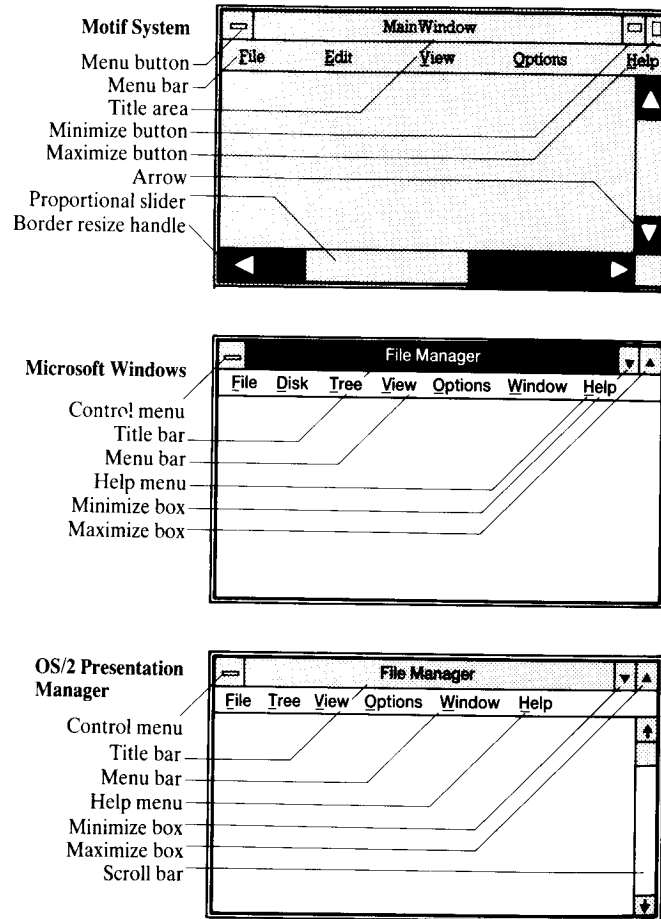 Motif System
Menu button
Menu bar
Title area
Minimize button
Maximize button
Arrow
Proportional slider
Border resize handle
MainWindow
File Edit View Options Help
Microsoft Windows
Control menu
Title bar
Menu bar
Help menu
Minimize box
Maximize box
File Manager
File Disk Tree View Options Window Help
OS/2 Presentation
Manager
Control menu
Title bar
Menu bar
Help menu
Minimize box
Maximize box
Scroll bar
File Manager
File Tree View Options Window Help